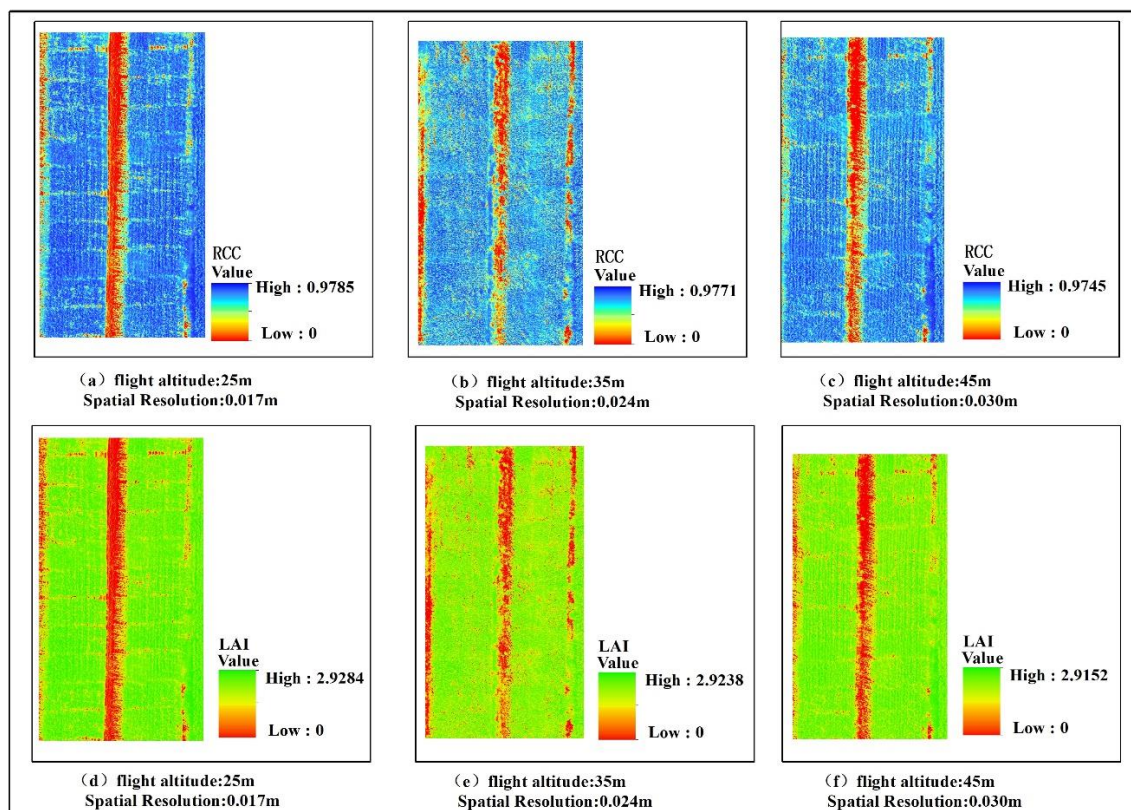 RCC
Value
High : 0.9785
Low : 0
(a) flight altitude:25m
Spatial Resolution:0.017m
RCC
Value
High : 0.9771
Low : 0
(b) flight altitude:35m
Spatial Resolution:0.024m
RCC
Value
High : 0.9745
Low : 0
(c) flight altitude:45m
Spatial Resolution:0.030m
LAI
Value
High : 2.9284
Low : 0
(d) flight altitude:25m
Spatial Resolution:0.017m
LAI
Value
High : 2.9238
Low : 0
(e) flight altitude:35m
Spatial Resolution:0.024m
LAI
Value
High : 2.9152
Low : 0
(f) flight altitude:45m
Spatial Resolution:0.030m